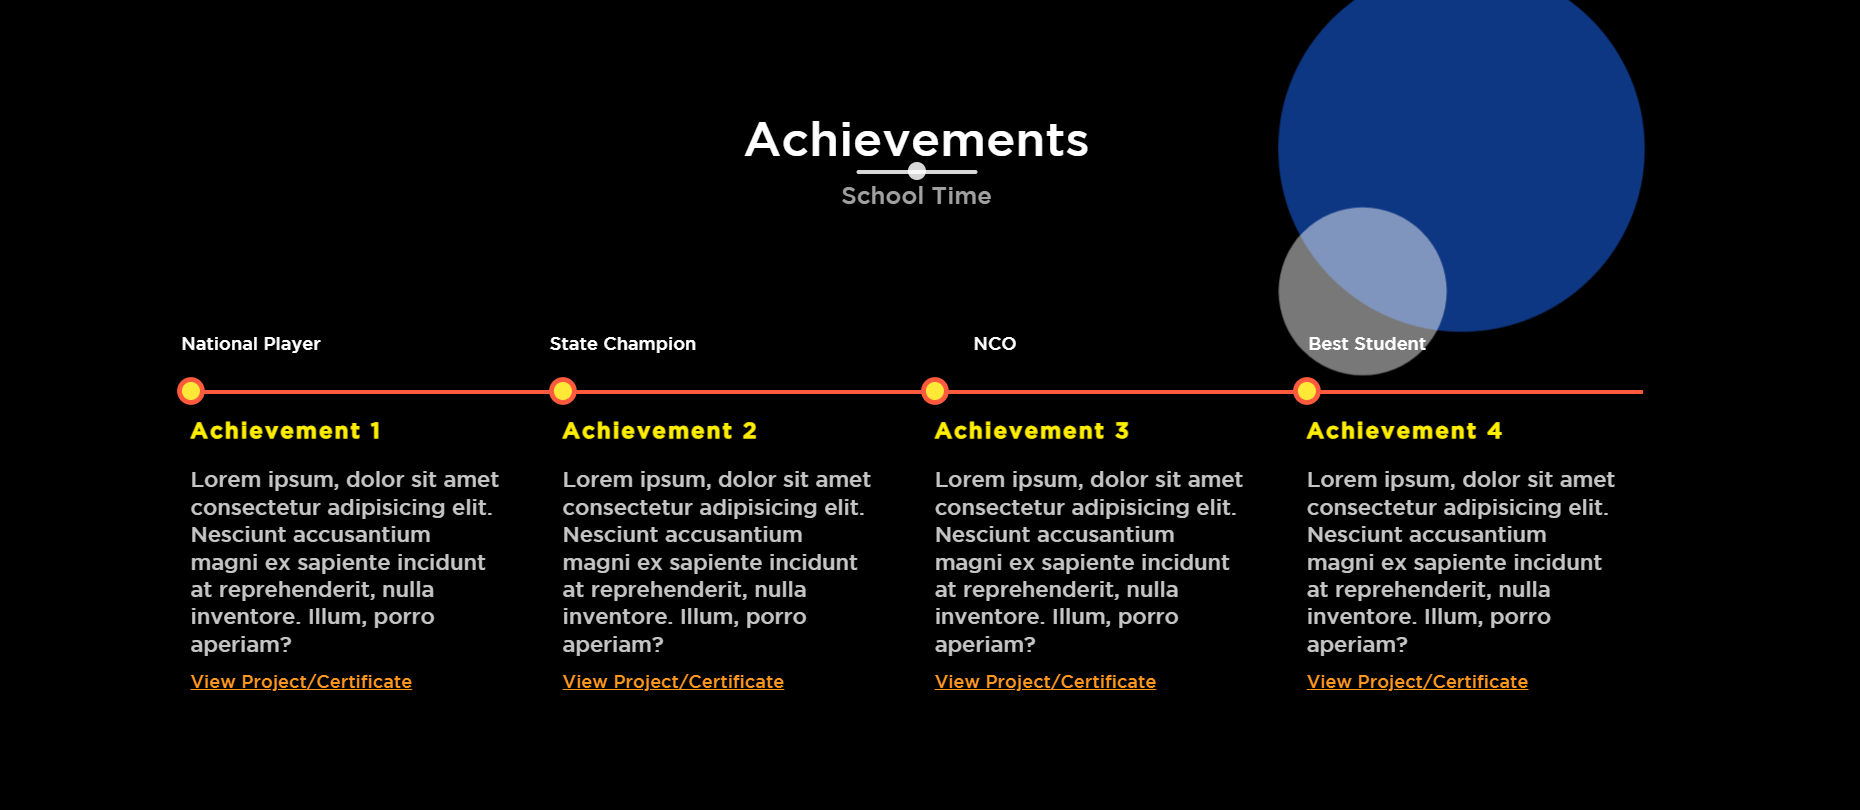 Achievements
School Time
National Player
State Champion
NCO
Best Student
Achievement 1
Lorem ipsum, dolor sit amet
consectetur adipisicing elit.
Nesciunt accusantium
magni ex sapiente incidunt
at reprehenderit, nulla
inventore. Illum, porro
aperiam?
View Project/Certificate
Achievement 2
Lorem ipsum, dolor sit amet
consectetur adipisicing elit.
Nesciunt accusantium
magni ex sapiente incidunt
at reprehenderit, nulla
inventore. Illum, porro
aperiam?
View Project/Certificate
Achievement 3
Lorem ipsum, dolor sit amet
consectetur adipisicing elit.
Nesciunt accusantium
magni ex sapiente incidunt
at reprehenderit, nulla
inventore. Illum, porro
aperiam?
View Project/Certificate
Achievement 4
Lorem ipsum, dolor sit amet
consectetur adipisicing elit.
Nesciunt accusantium
magni ex sapiente incidunt
at reprehenderit, nulla
inventore. Illum, porro
aperiam?
View Project/Certificate